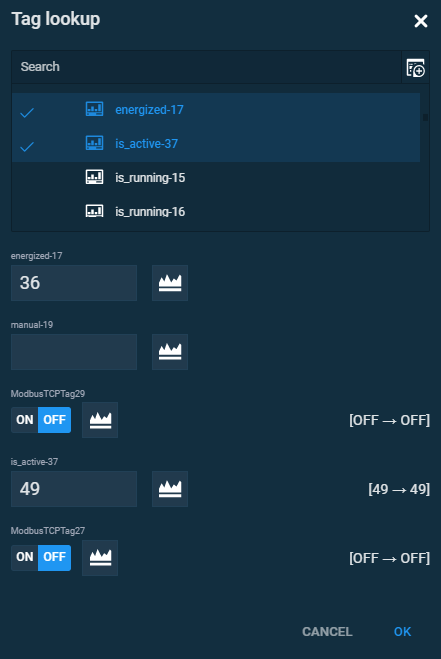 Tag lookup
Search
energized-17
is_active-37
is_running-15
is_running-16
energized-17
36
manual-19
ModbusTCPTag29
ON OFF [OFF → OFF]
is_active-37
49 [49 → 49]
ModbusTCPTag27
ON OFF [OFF → OFF]
CANCEL OK